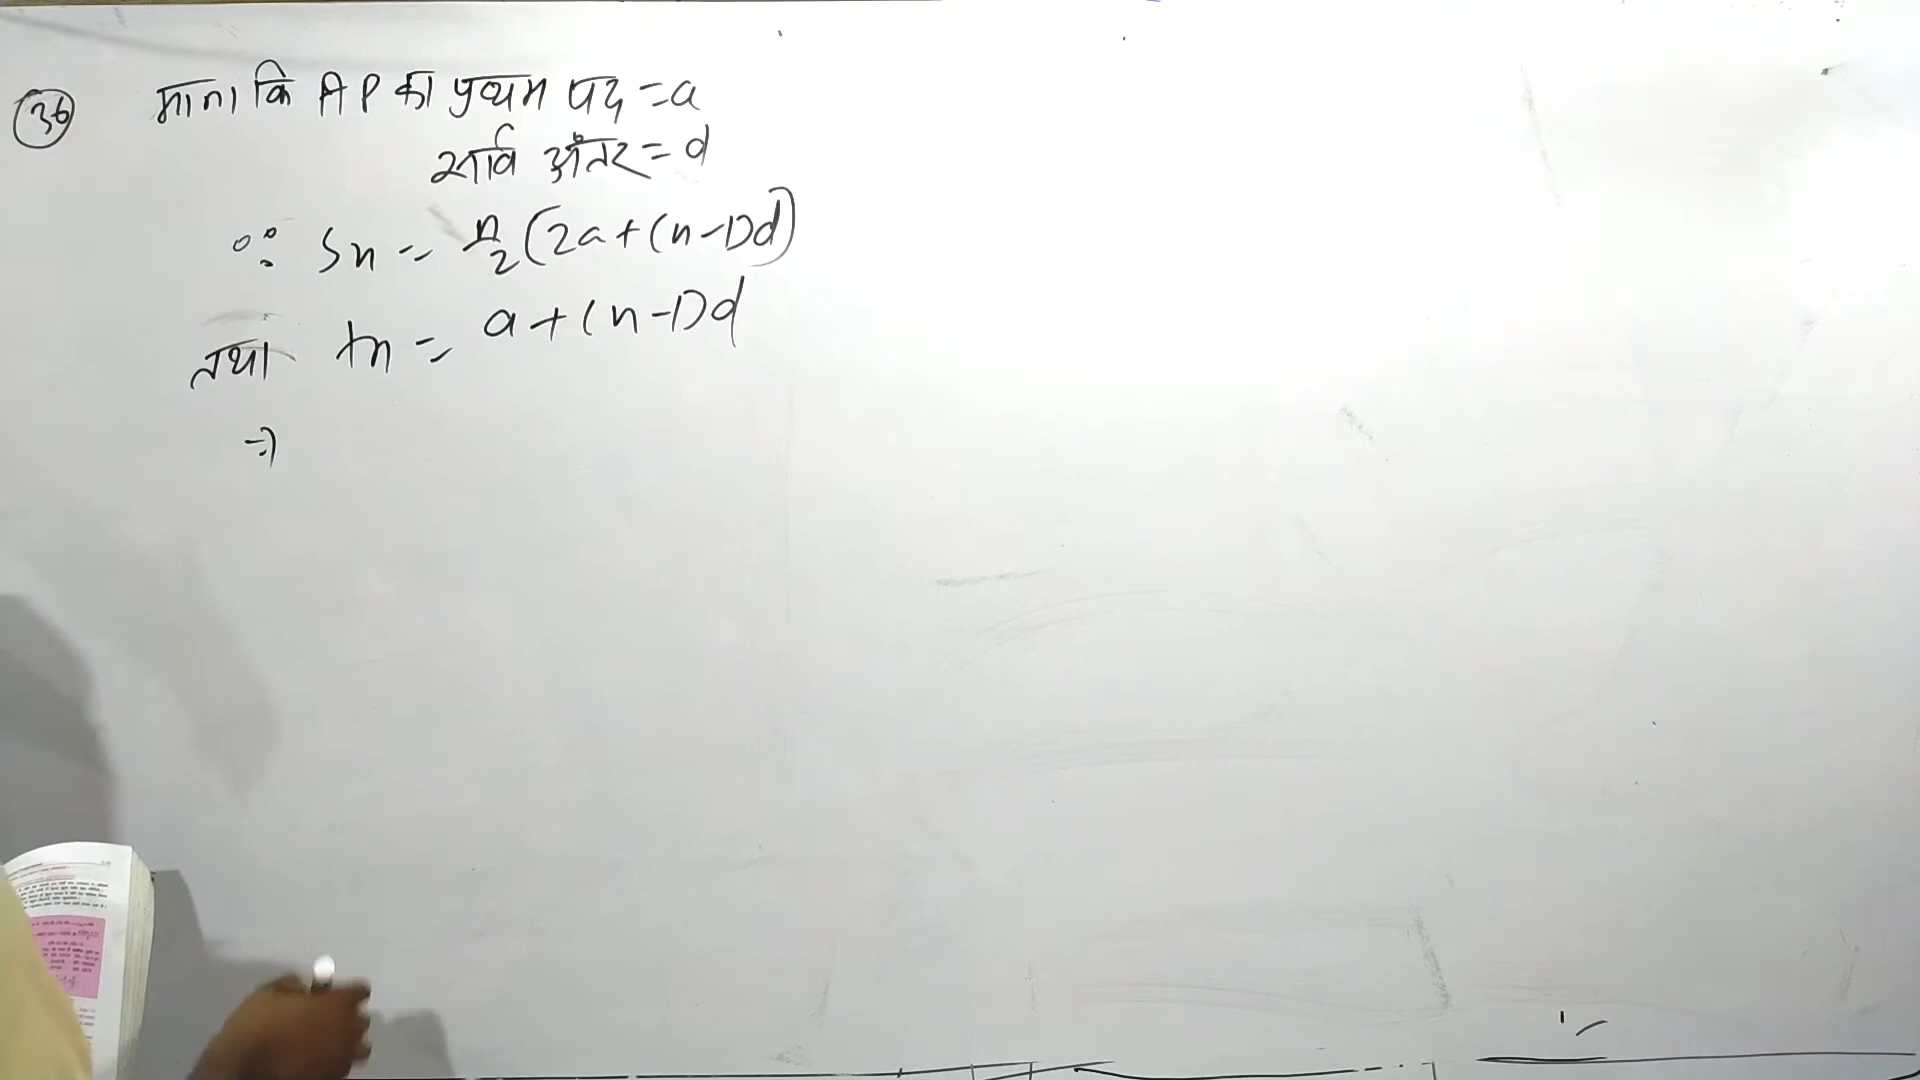 (36) माना कि AP का प्रथम पद = a
सार्व अंतर = d
∵ Sn = n/2 (2a + (n-1)d)
तथा tn = a + (n-1)d
⇒